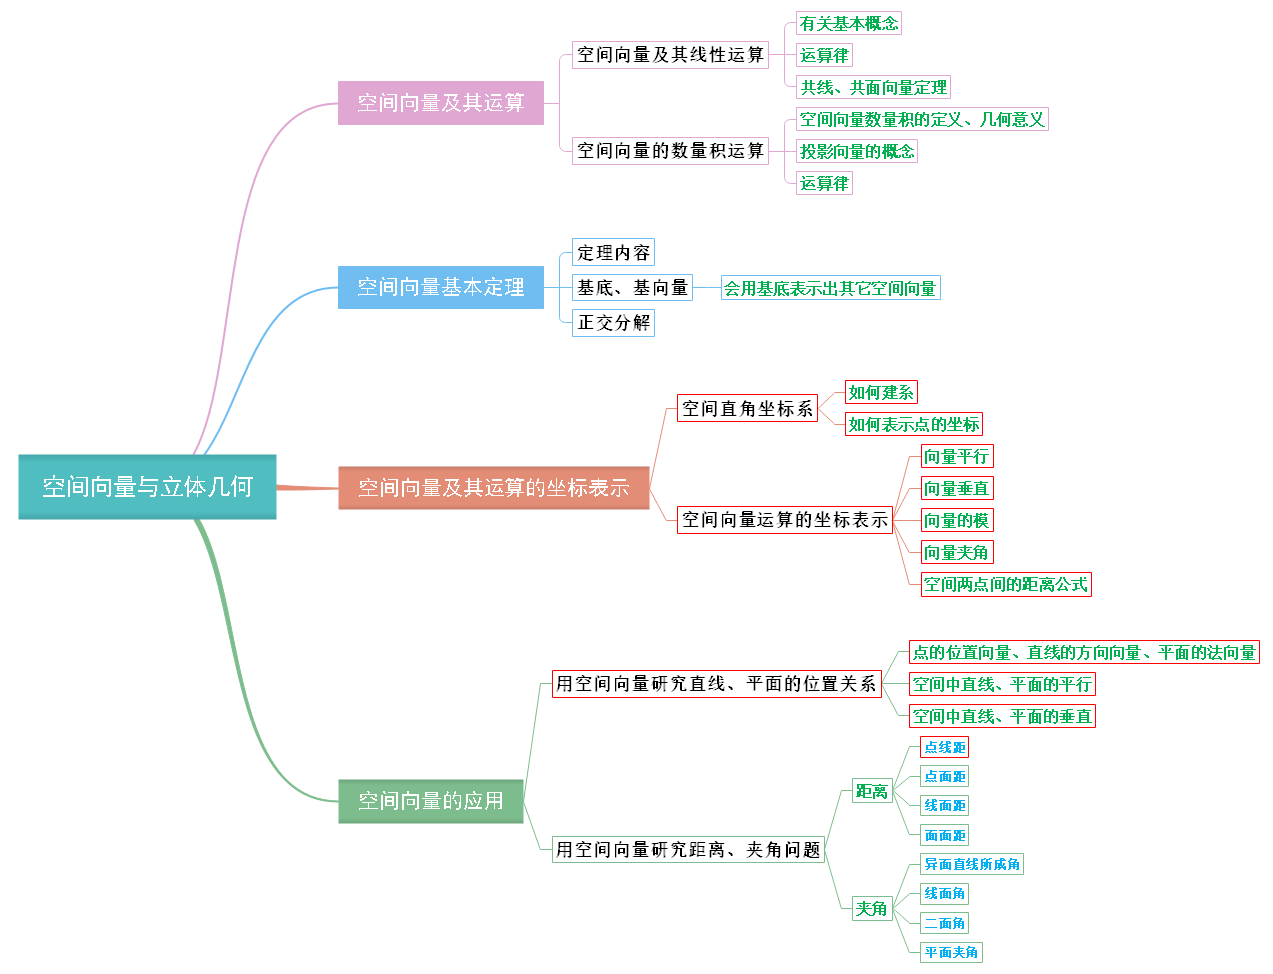 空间向量与立体几何
空间向量及其运算
空间向量及其线性运算
有关基本概念
运算律
共线、共面向量定理
空间向量的数量积运算
空间向量数量积的定义、几何意义
投影向量的概念
运算律
空间向量基本定理
定理内容
基底、基向量
会用基底表示出其它空间向量
正交分解
空间向量及其运算的坐标表示
空间直角坐标系
如何建系
如何表示点的坐标
空间向量运算的坐标表示
向量平行
向量垂直
向量的模
向量夹角
空间两点间的距离公式
空间向量的应用
用空间向量研究直线、平面的位置关系
点的位置向量、直线的方向向量、平面的法向量
空间中直线、平面的平行
空间中直线、平面的垂直
用空间向量研究距离、夹角问题
距离
点线距
点面距
线面距
面面距
夹角
异面直线所成角
线面角
二面角
平面夹角